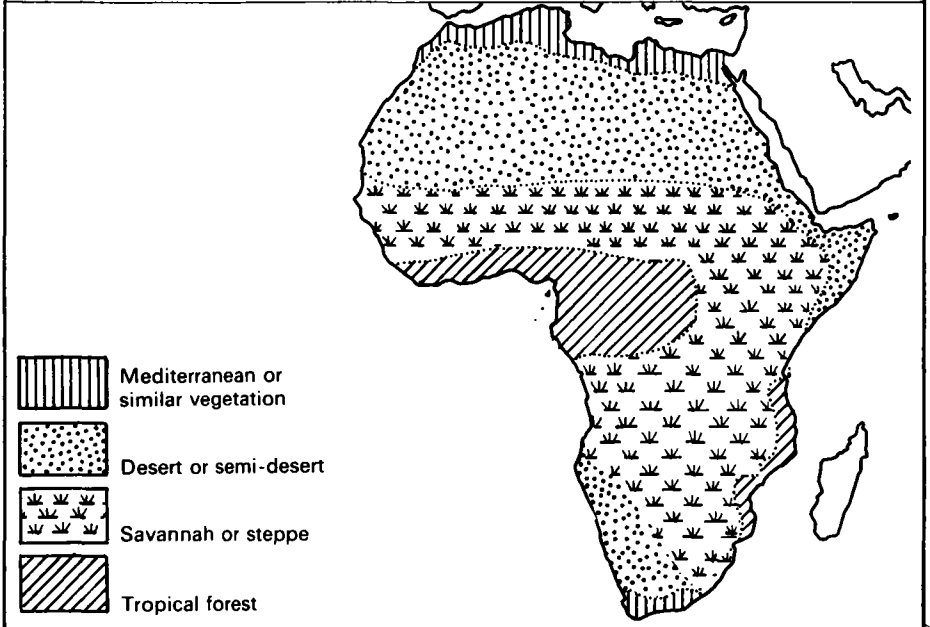 Mediterranean or
similar vegetation
Desert or semi-desert
Savannah or steppe
Tropical forest